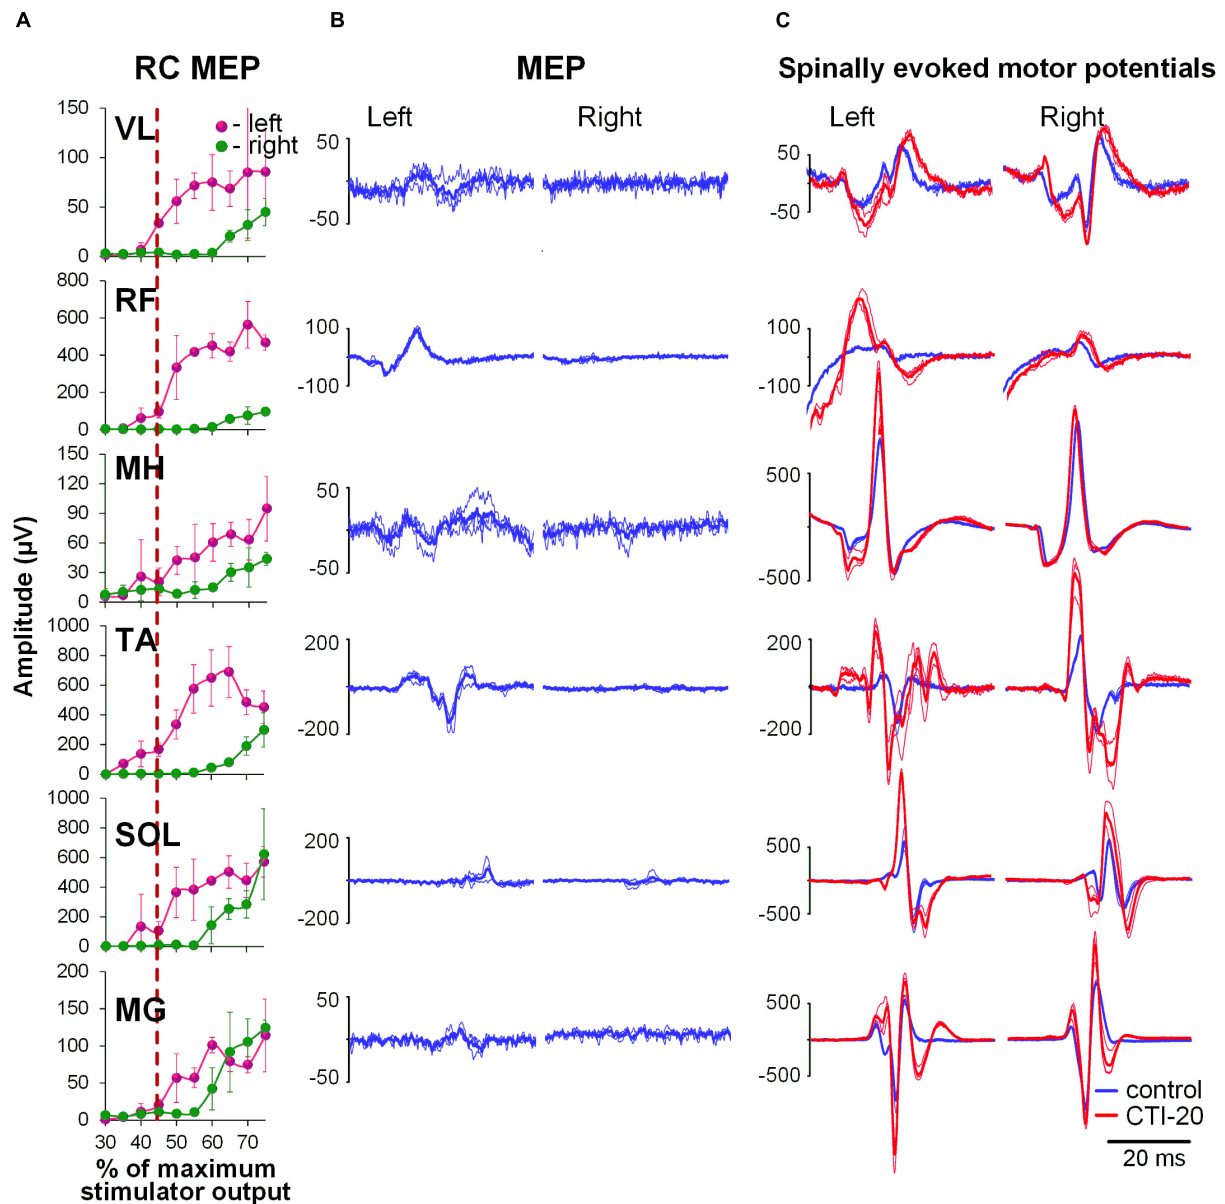 A
B
C
RC MEP
MEP
Spinally evoked motor potentials
Left
Right
Left
Right
Amplitude (µV)
150
100
50
0
VL
- left
- right
800
600
400
200
0
RF
150
120
90
60
30
0
MH
1000
800
600
400
200
0
TA
1000
800
600
400
200
0
SOL
200
150
100
50
0
MG
30
40
50
60
70
% of maximum
stimulator output
50
-50
100
-100
50
-50
200
-200
200
-200
50
-50
50
-50
100
-100
500
-500
200
-200
500
-500
500
-500
control
CTI-20
20 ms